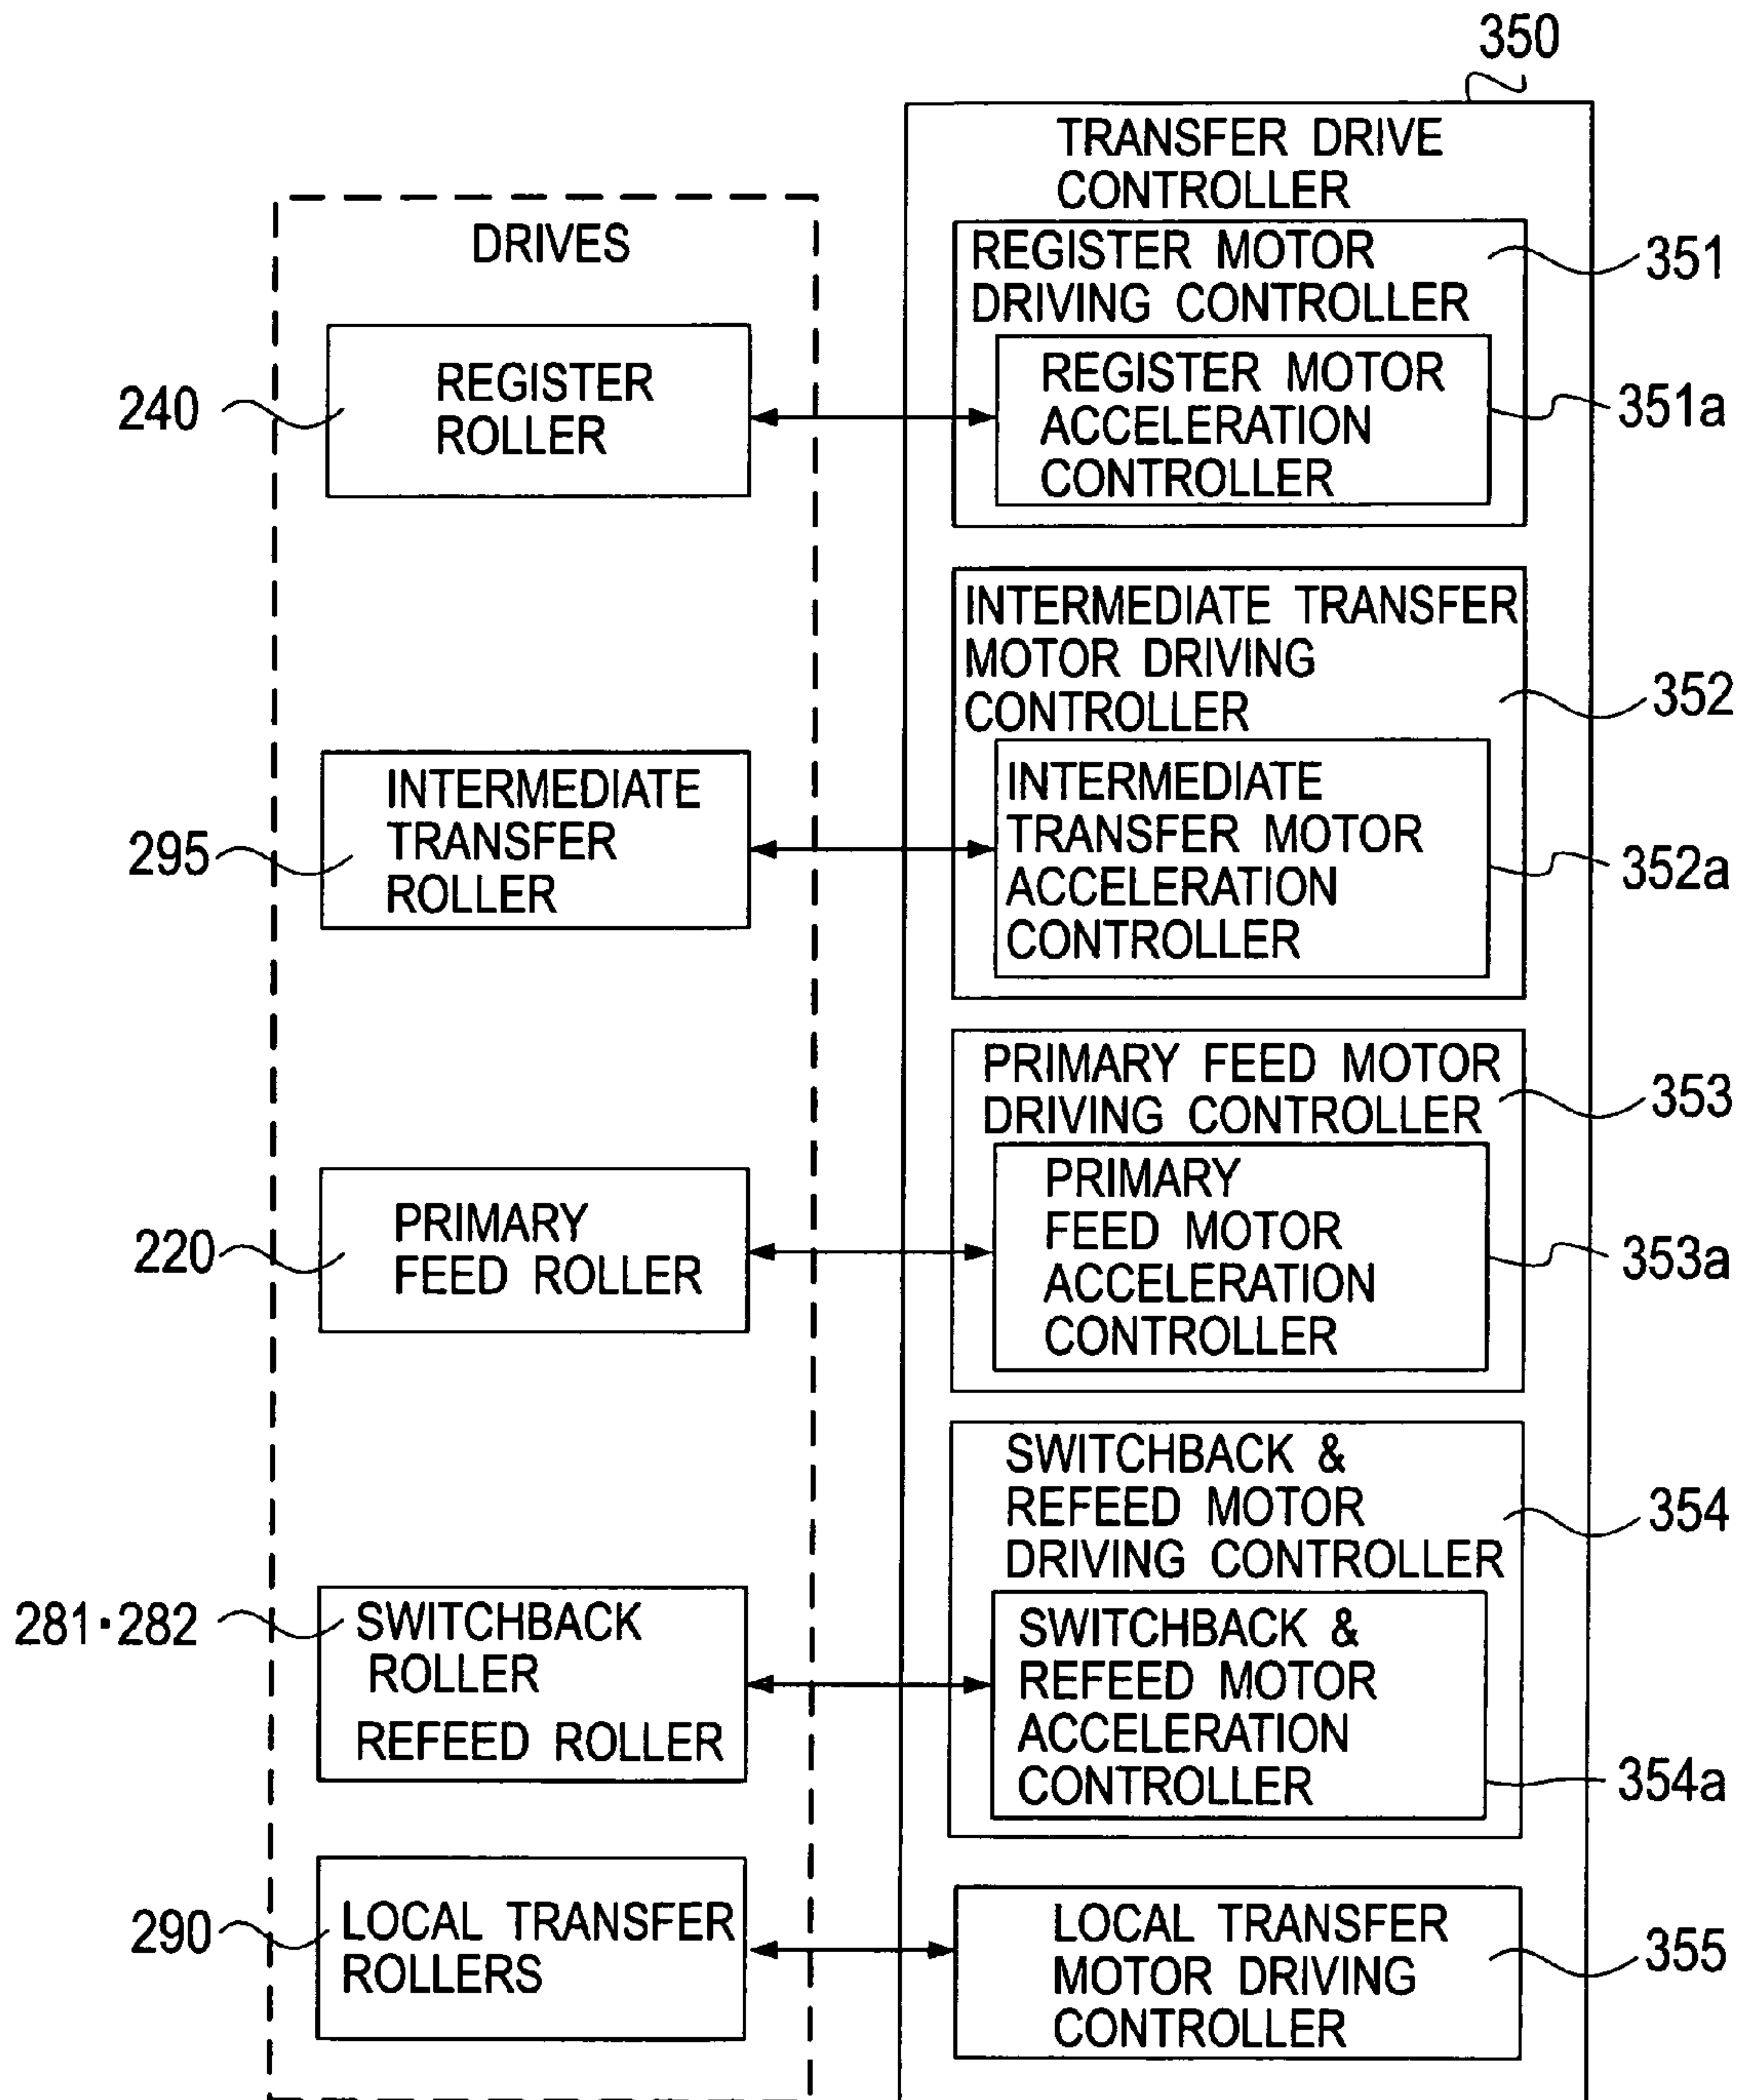 350
TRANSFER DRIVE
CONTROLLER
DRIVES
REGISTER MOTOR
DRIVING CONTROLLER
351
REGISTER
ROLLER
240
REGISTER MOTOR
ACCELERATION
CONTROLLER
351a
INTERMEDIATE TRANSFER
MOTOR DRIVING
CONTROLLER
352
INTERMEDIATE
TRANSFER
ROLLER
295
INTERMEDIATE
TRANSFER MOTOR
ACCELERATION
CONTROLLER
352a
PRIMARY FEED MOTOR
DRIVING CONTROLLER
353
PRIMARY
FEED ROLLER
220
PRIMARY
FEED MOTOR
ACCELERATION
CONTROLLER
353a
SWITCHBACK &
REFEED MOTOR
DRIVING CONTROLLER
354
281·282
SWITCHBACK
ROLLER
REFEED ROLLER
SWITCHBACK &
REFEED MOTOR
ACCELERATION
CONTROLLER
354a
290
LOCAL TRANSFER
ROLLERS
LOCAL TRANSFER
MOTOR DRIVING
CONTROLLER
355